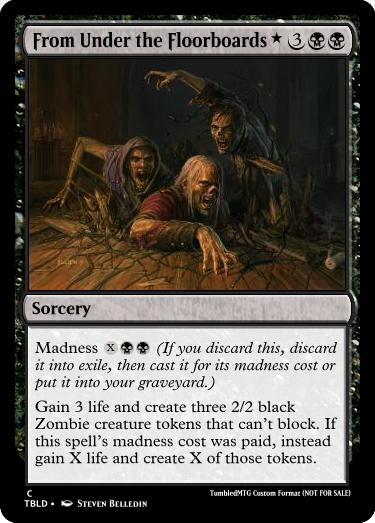 From Under the Floorboards ★ 3
Sorcery
Madness X (If you discard this, discard
it into exile, then cast it for its madness cost or
put it into your graveyard.)
Gain 3 life and create three 2/2 black
Zombie creature tokens that can't block. If
this spell's madness cost was paid, instead
gain X life and create X of those tokens.
C
TBLD • Steven Belledin
TumbledMTG Custom Format (NOT FOR SALE)